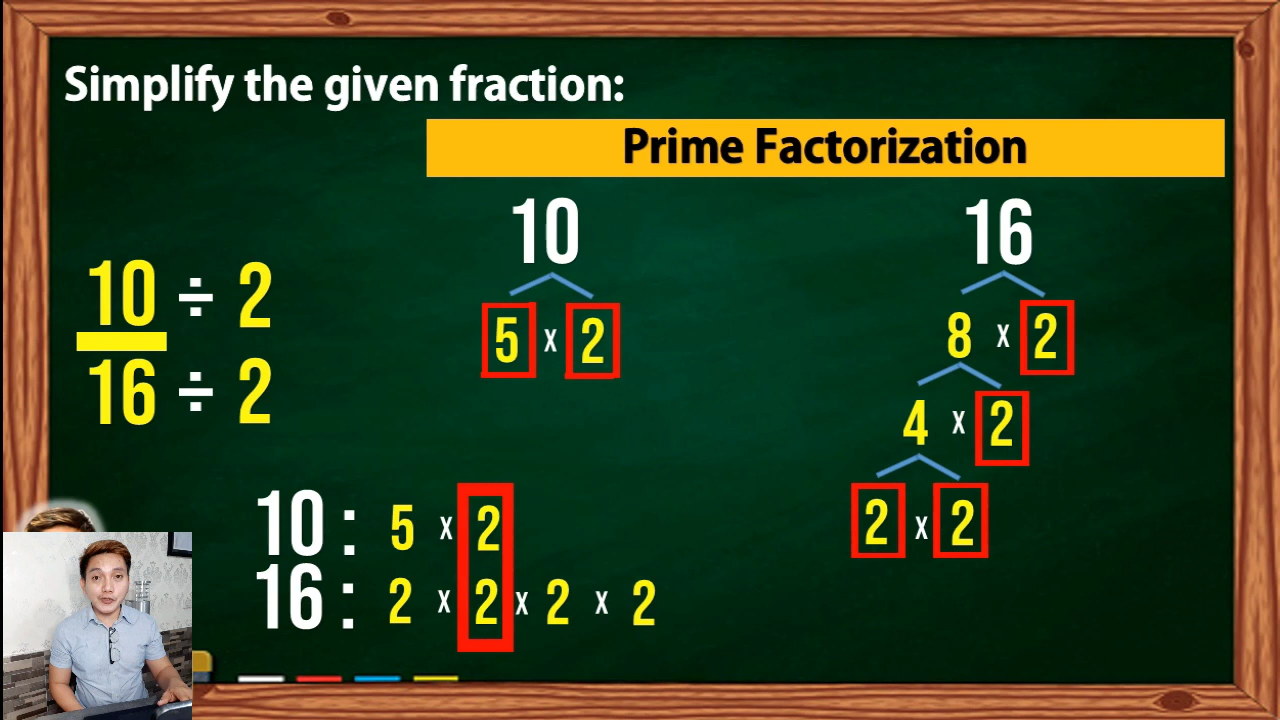 Simplify the given fraction:
Prime Factorization
10
16
5 x 2
8 x 2
4 x 2
2 x 2
10 ÷ 2
16 ÷ 2
10 : 5 x 2
16 : 2 x 2 x 2 x 2